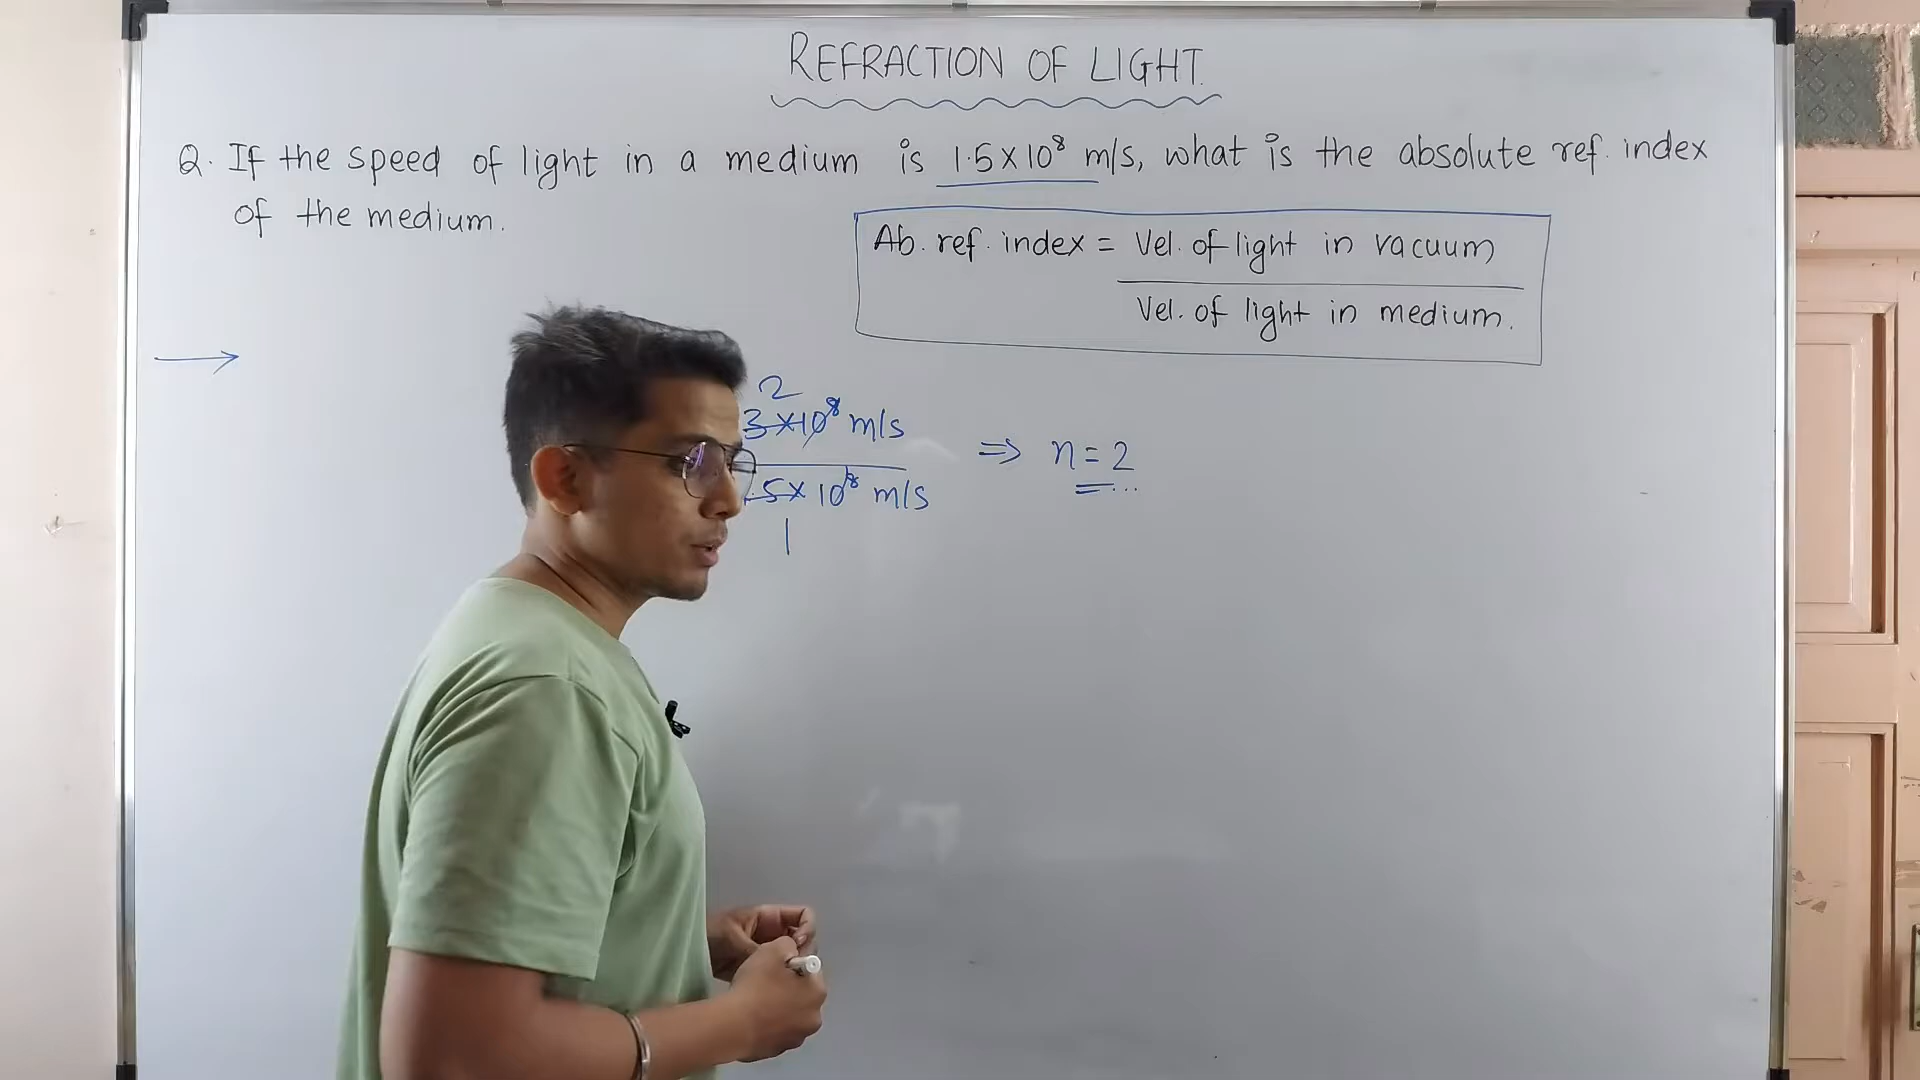 REFRACTION OF LIGHT.
Q. If the speed of light in a medium is 1.5×10⁸ m/s, what is the absolute ref. index
of the medium.
Ab. ref. index = Vel. of light in vacuum
Vel. of light in medium.
2
3×10⁸ m/s
.5× 10⁸ m/s
1
⇒ n = 2